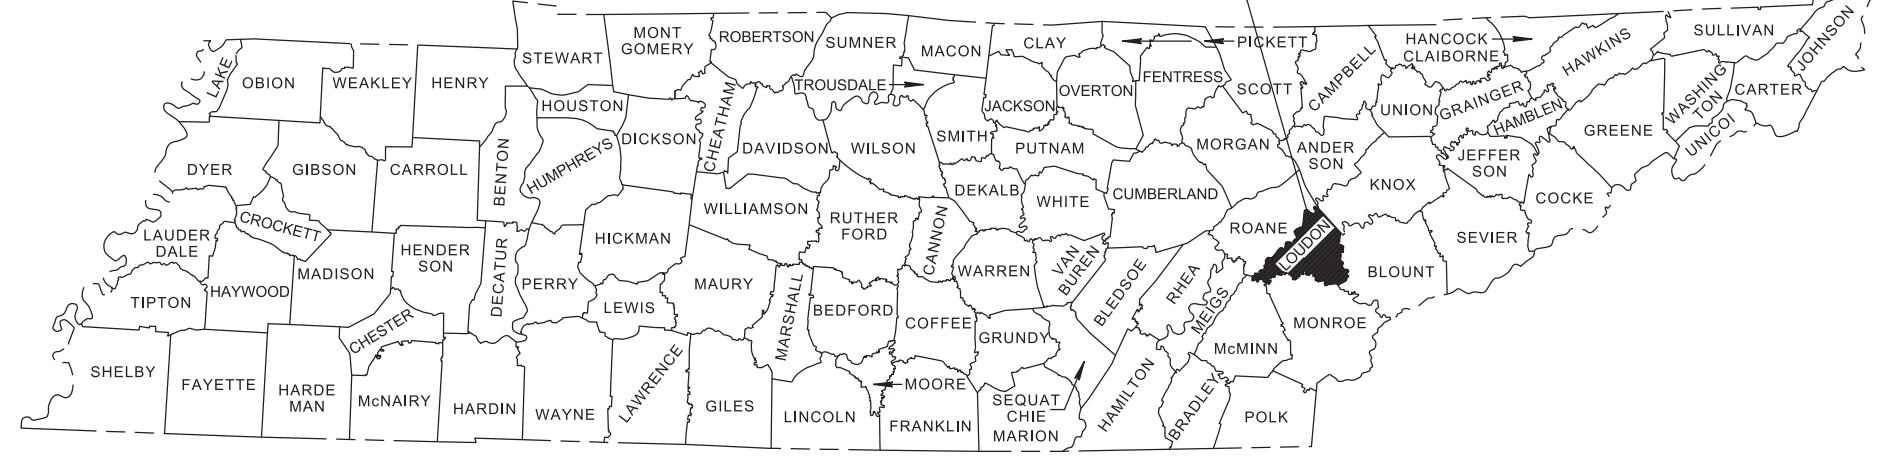 LAKE
OBION
WEAKLEY
HENRY
STEWART
MONT
GOMERY
ROBERTSON
SUMNER
MACON
CLAY
PICKETT
HANCOCK
CLAIBORNE
HAWKINS
SULLIVAN
JOHNSON
HOUSTON
DICKSON
CHEATHAM
TROUSDALE
JACKSON
OVERTON
FENTRESS
SCOTT
CAMPBELL
UNION
GRAINGER
HAMBLEN
WASHING
TON
CARTER
UNICOI
GREENE
DYER
GIBSON
CARROLL
BENTON
HUMPHREYS
DAVIDSON
WILSON
SMITH
PUTNAM
MORGAN
ANDER
SON
JEFFER
SON
KNOX
COCKE
CROCKETT
WILLIAMSON
RUTHER
FORD
DEKALB
WHITE
CUMBERLAND
ROANE
LOUDON
SEVIER
BLOUNT
LAUDER
DALE
MADISON
HENDER
SON
DECATUR
PERRY
HICKMAN
CANNON
WARREN
VAN
BUREN
BLEDSOE
RHEA
MEIGS
TIPTON
HAYWOOD
LEWIS
MAURY
MARSHALL
BEDFORD
COFFEE
GRUNDY
MONROE
CHESTER
McMINN
SHELBY
FAYETTE
HARDE
MAN
McNAIRY
HARDIN
WAYNE
LAWRENCE
GILES
LINCOLN
MOORE
FRANKLIN
SEQUAT
CHIE
MARION
HAMILTON
BRADLEY
POLK